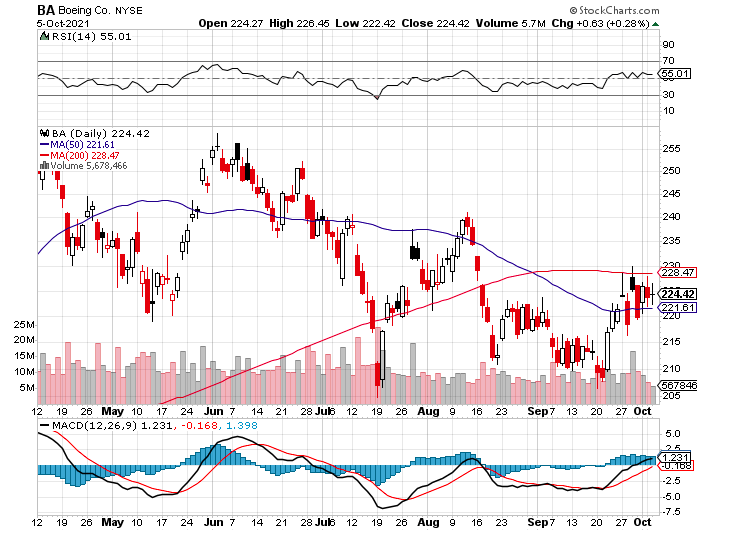 BA Boeing Co. NYSE © StockCharts.com
5-Oct-2021 Open 224.27 High 226.45 Low 222.42 Close 224.42 Volume 5.7M Chg +0.63 (+0.28%)
RSI(14) 55.01
90
70
55.01
30
10
BA (Daily) 224.42
MA(50) 221.61
MA(200) 228.47
Volume 5,678,466
255
250
245
240
235
230
228.47
224.42
221.61
220
215
210
205
25M
20M
15M
10M
5M
567846
12 19 26 May 10 17 24 Jun 7 14 21 28 Jul 6 12 19 26 Aug 9 16 23 Sep 7 13 20 27 Oct
MACD(12,26,9) 1.231, -0.168, 1.398
5.0
2.5
1.231
-0.168
-2.5
-5.0
-7.5
12 19 26 May 10 17 24 Jun 7 14 21 28 Jul 6 12 19 26 Aug 9 16 23 Sep 7 13 20 27 Oct